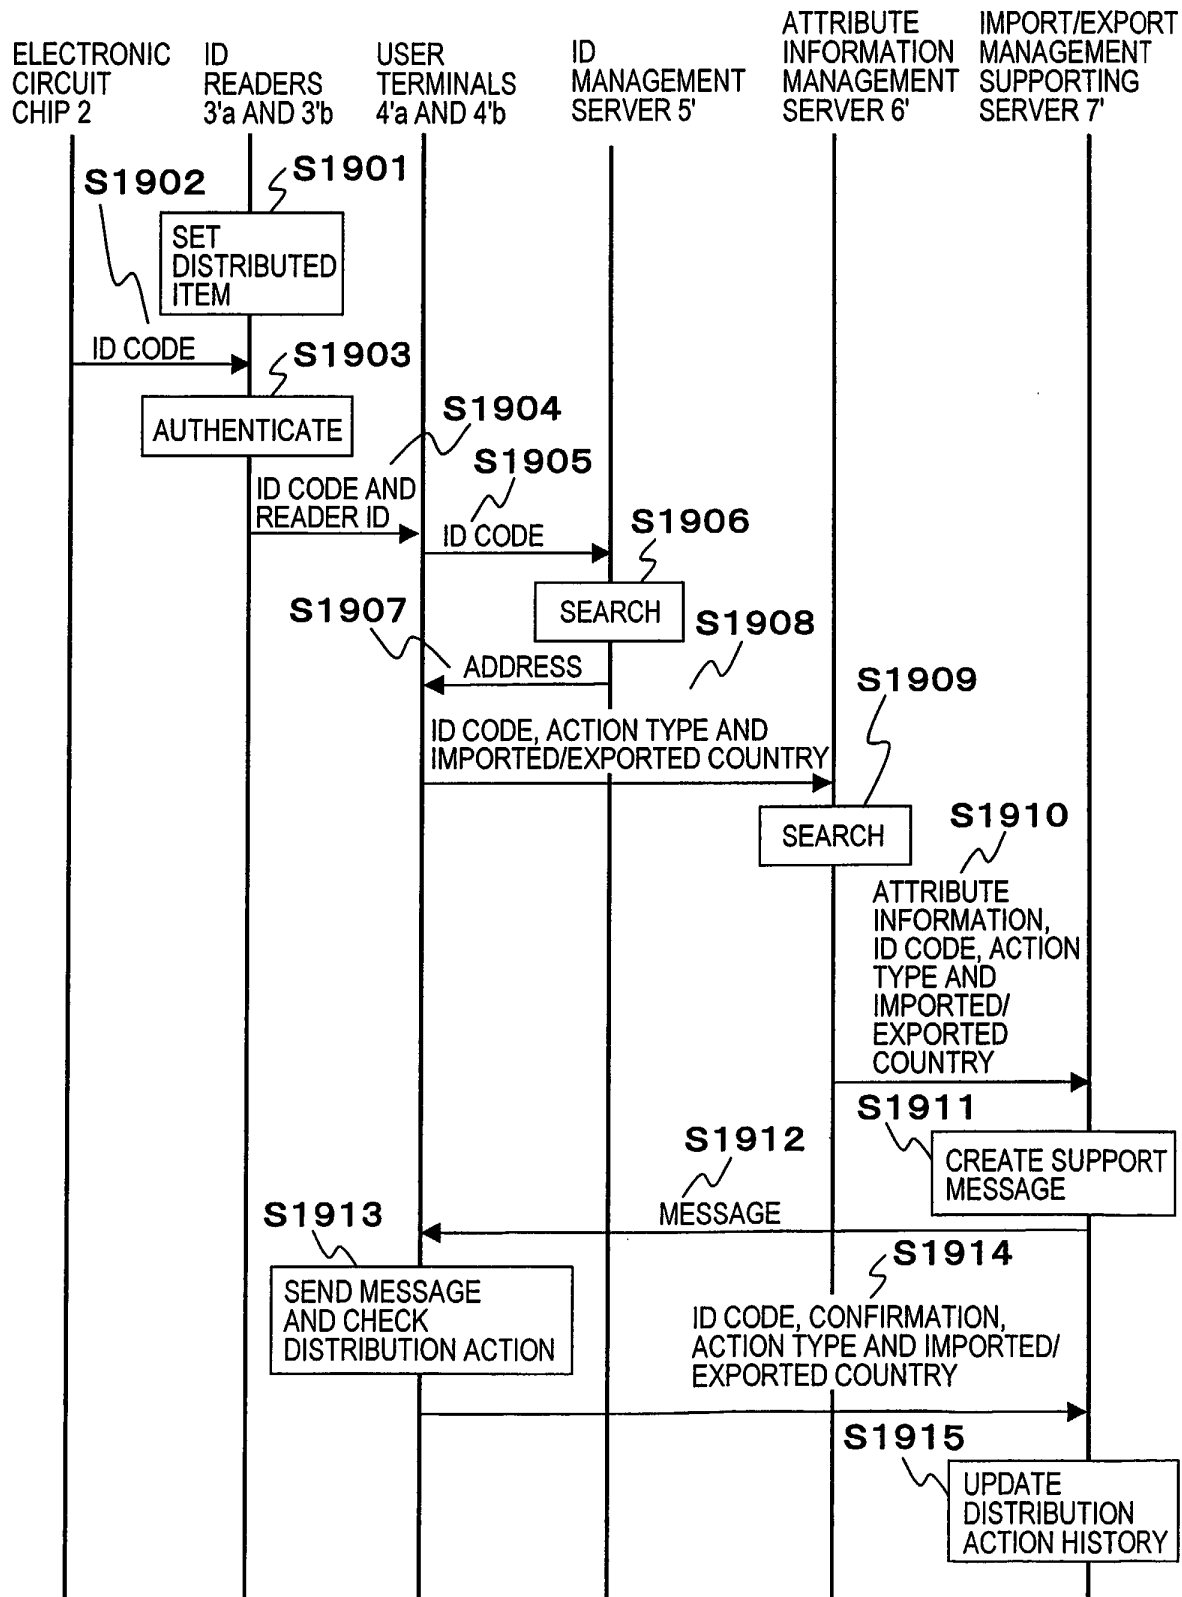 ELECTRONIC
CIRCUIT
CHIP 2
ID
READERS
3'a AND 3'b
USER
TERMINALS
4'a AND 4'b
ID
MANAGEMENT
SERVER 5'
ATTRIBUTE
INFORMATION
MANAGEMENT
SERVER 6'
IMPORT/EXPORT
MANAGEMENT
SUPPORTING
SERVER 7'
S1901
S1902
SET
DISTRIBUTED
ITEM
ID CODE
S1903
AUTHENTICATE
S1904
ID CODE AND
READER ID
S1905
ID CODE
S1906
SEARCH
S1907
ADDRESS
S1908
ID CODE, ACTION TYPE AND
IMPORTED/EXPORTED COUNTRY
S1909
SEARCH
S1910
ATTRIBUTE
INFORMATION,
ID CODE, ACTION
TYPE AND
IMPORTED/
EXPORTED
COUNTRY
S1911
CREATE SUPPORT
MESSAGE
S1912
MESSAGE
S1913
SEND MESSAGE
AND CHECK
DISTRIBUTION ACTION
S1914
ID CODE, CONFIRMATION,
ACTION TYPE AND IMPORTED/
EXPORTED COUNTRY
S1915
UPDATE
DISTRIBUTION
ACTION HISTORY